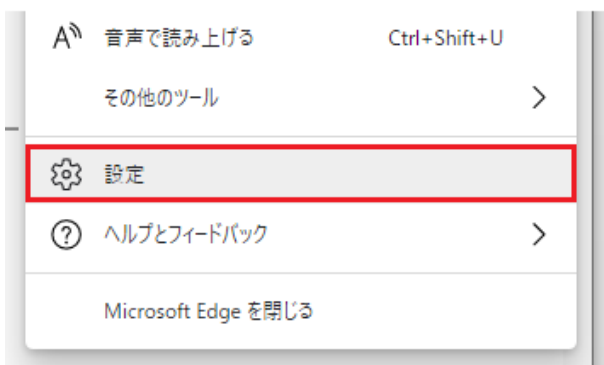 音声で読み上げる Ctrl+Shift+U
その他のツール
設定
ヘルプとフィードバック
Microsoft Edge を閉じる